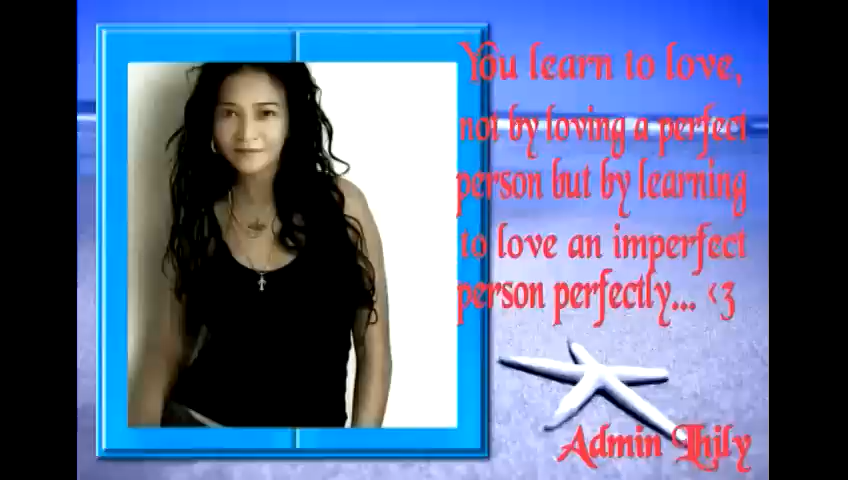 You learn to love,
not by loving a perfect
person but by learning
to love an imperfect
person perfectly... <3
Admin Lhily